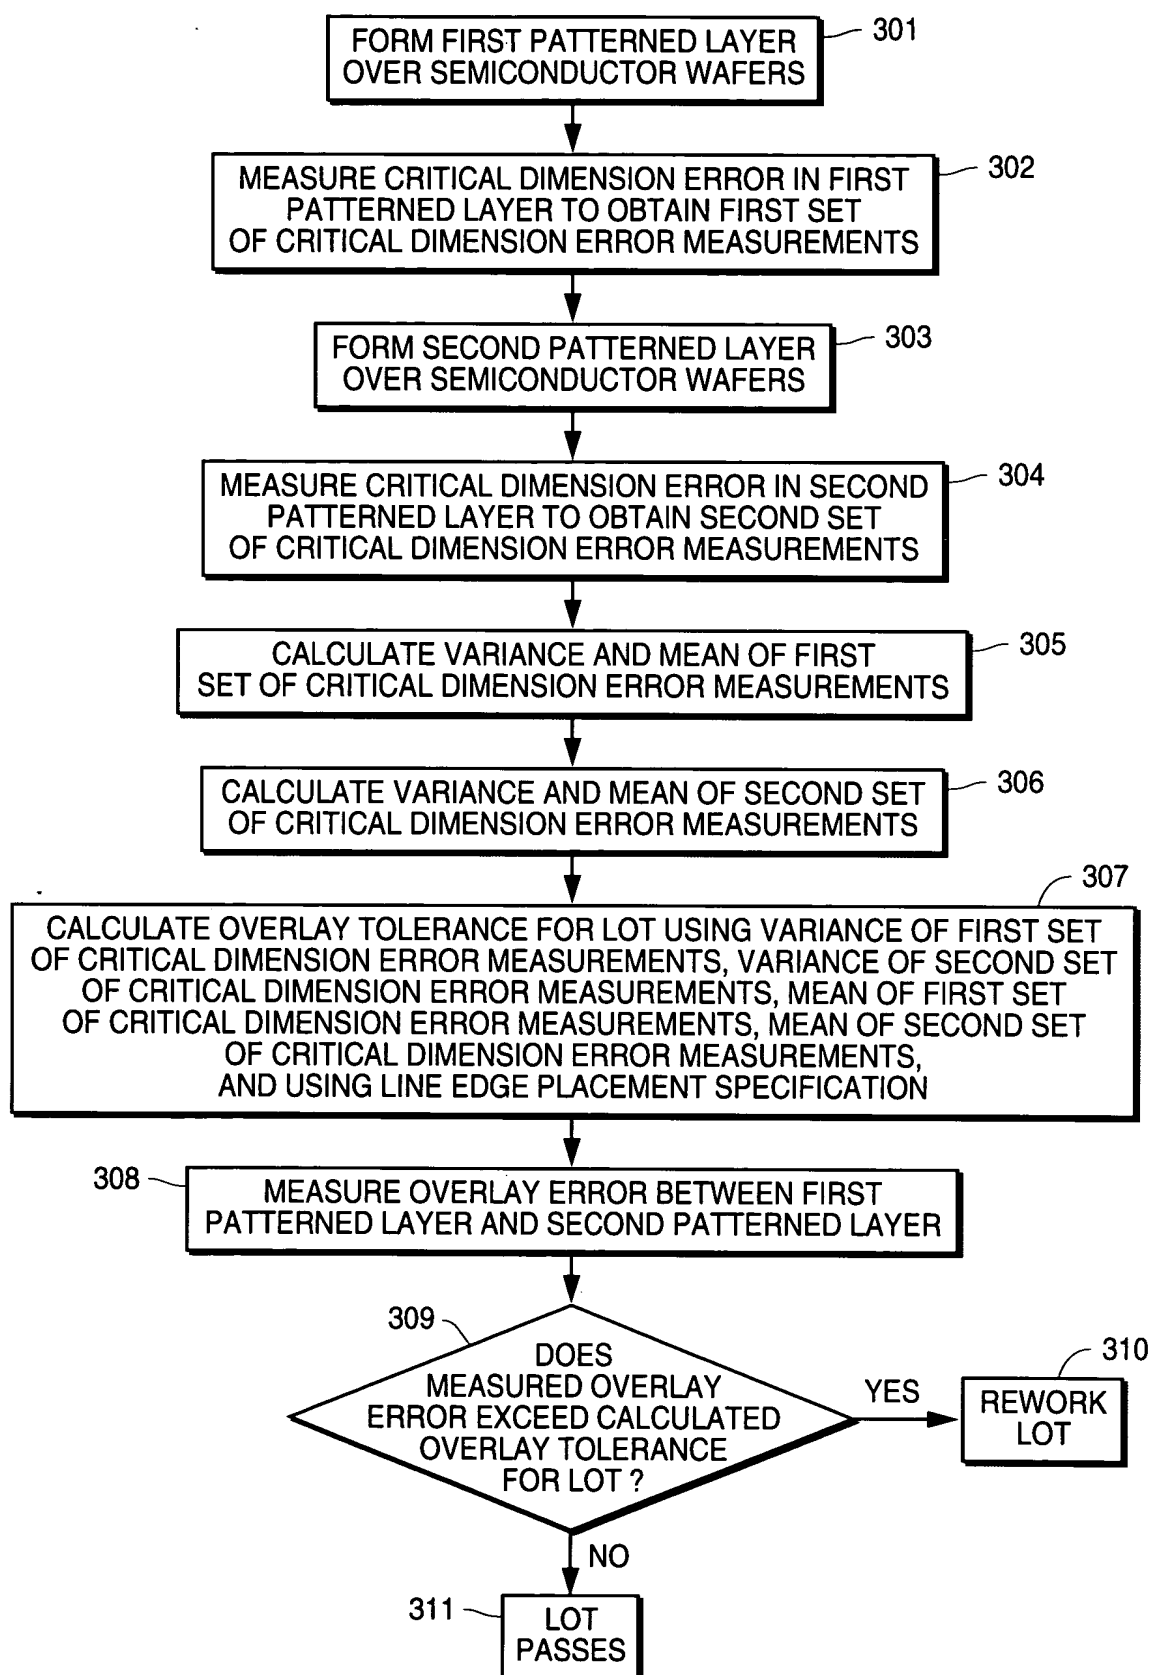 FORM FIRST PATTERNED LAYER
OVER SEMICONDUCTOR WAFERS
301
MEASURE CRITICAL DIMENSION ERROR IN FIRST
PATTERNED LAYER TO OBTAIN FIRST SET
OF CRITICAL DIMENSION ERROR MEASUREMENTS
302
FORM SECOND PATTERNED LAYER
OVER SEMICONDUCTOR WAFERS
303
MEASURE CRITICAL DIMENSION ERROR IN SECOND
PATTERNED LAYER TO OBTAIN SECOND SET
OF CRITICAL DIMENSION ERROR MEASUREMENTS
304
CALCULATE VARIANCE AND MEAN OF FIRST
SET OF CRITICAL DIMENSION ERROR MEASUREMENTS
305
CALCULATE VARIANCE AND MEAN OF SECOND SET
OF CRITICAL DIMENSION ERROR MEASUREMENTS
306
307
CALCULATE OVERLAY TOLERANCE FOR LOT USING VARIANCE OF FIRST SET
OF CRITICAL DIMENSION ERROR MEASUREMENTS, VARIANCE OF SECOND SET
OF CRITICAL DIMENSION ERROR MEASUREMENTS, MEAN OF FIRST SET
OF CRITICAL DIMENSION ERROR MEASUREMENTS, MEAN OF SECOND SET
OF CRITICAL DIMENSION ERROR MEASUREMENTS,
AND USING LINE EDGE PLACEMENT SPECIFICATION
308
MEASURE OVERLAY ERROR BETWEEN FIRST
PATTERNED LAYER AND SECOND PATTERNED LAYER
309
DOES
MEASURED OVERLAY
ERROR EXCEED CALCULATED
OVERLAY TOLERANCE
FOR LOT ?
YES
310
REWORK
LOT
NO
311
LOT
PASSES